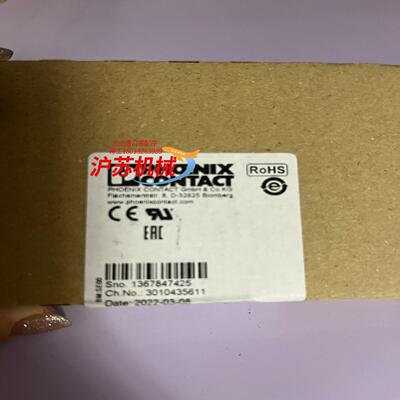 沪苏机械
PHOENIX
CONTACT
PHOENIX CONTACT GmbH & Co.KG
Flachsmarktstr. 8, D-32825 Blomberg
www.phoenixcontact.com
RoHS
e
CE
EAC
Sno. 1367847425
Ch.No.: 3010435611
Date: 2022-03-08